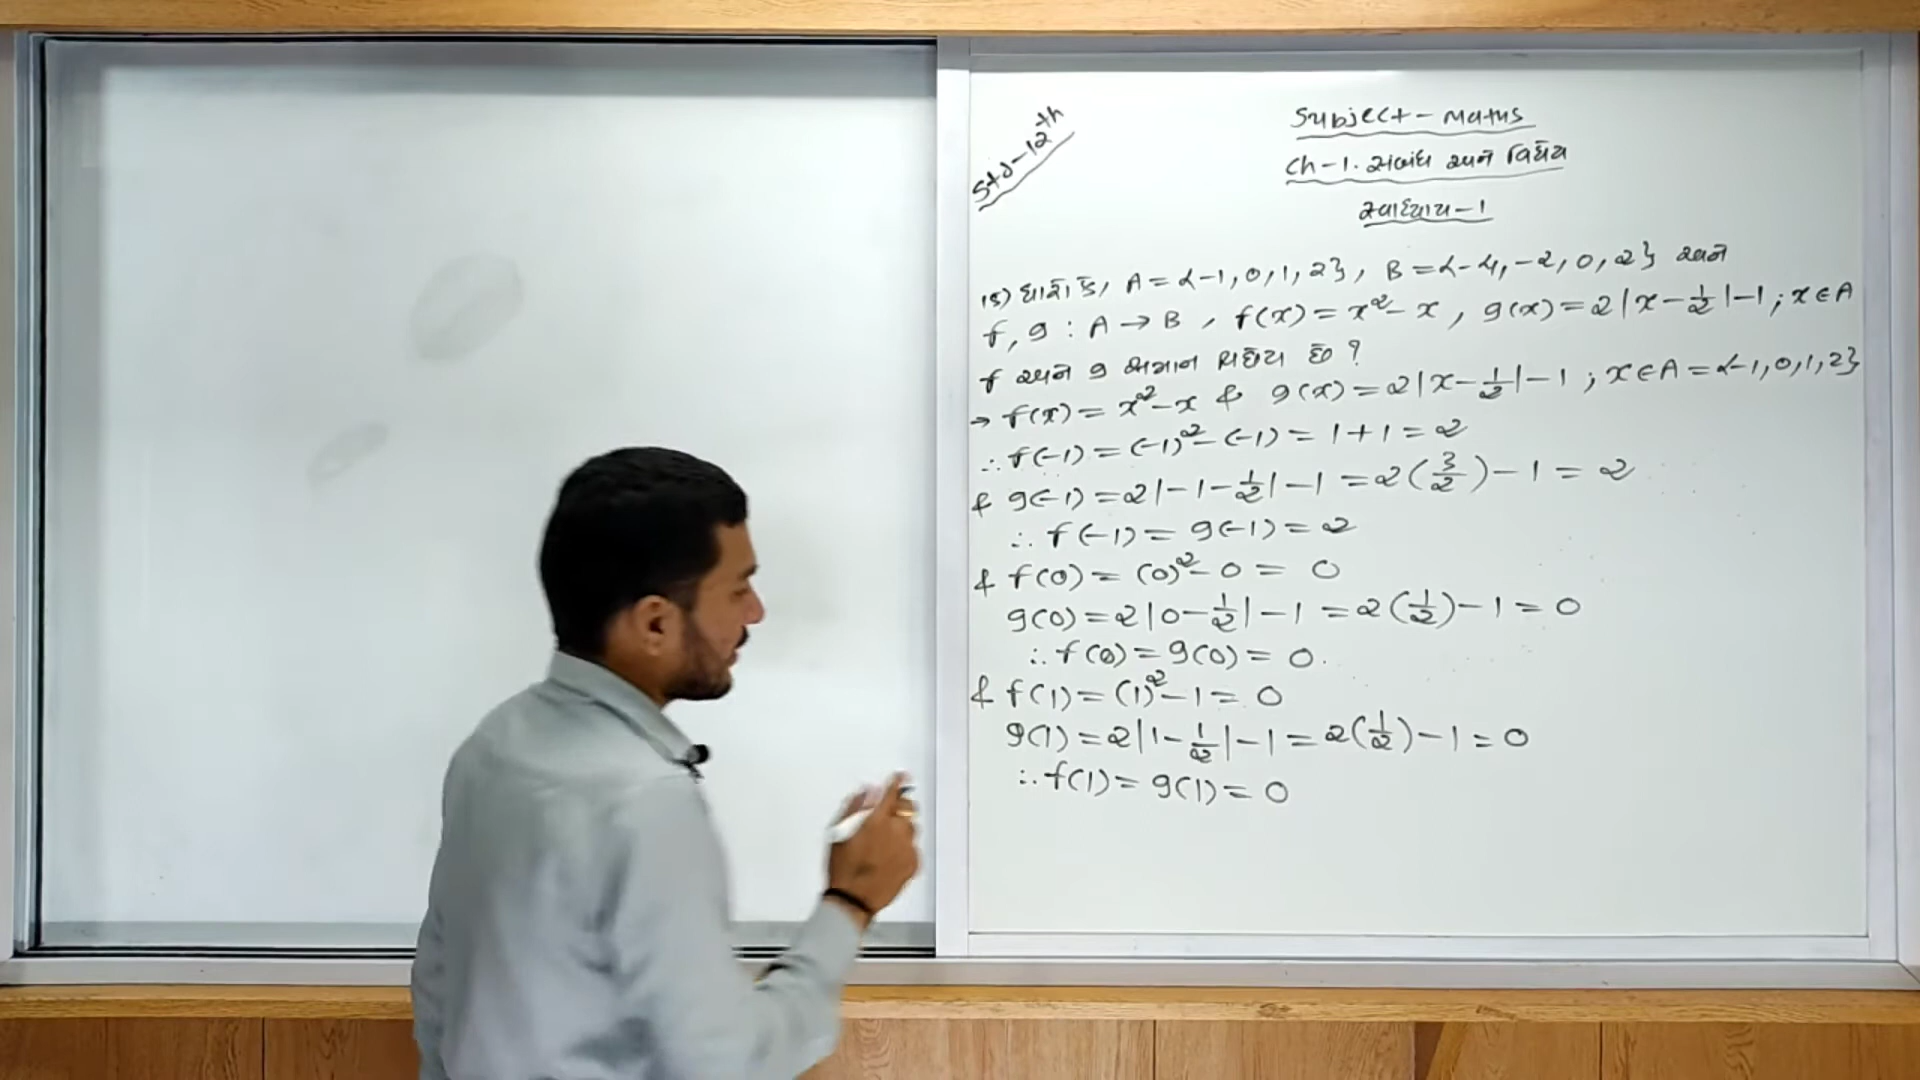 Std-12th
Subject - Maths
Ch-1. સંબંધ અને વિધેય
સ્વાધ્યાય-1
15) ધારો કે, A = {-1, 0, 1, 2}, B = {-4, -2, 0, 2} અને
f, g : A → B, f(x) = x² - x, g(x) = 2|x - 1/2| - 1 ; x ∈ A
f અને g સમાન વિધેય છે?
→ f(x) = x² - x & g(x) = 2|x - 1/2| - 1 ; x ∈ A = {-1, 0, 1, 2}
∴ f(-1) = (-1)² - (-1) = 1 + 1 = 2
& g(-1) = 2|-1 - 1/2| - 1 = 2(3/2) - 1 = 2
∴ f(-1) = g(-1) = 2
& f(0) = (0)² - 0 = 0
g(0) = 2|0 - 1/2| - 1 = 2(1/2) - 1 = 0
∴ f(0) = g(0) = 0.
& f(1) = (1)² - 1 = 0
g(1) = 2|1 - 1/2| - 1 = 2(1/2) - 1 = 0
∴ f(1) = g(1) = 0